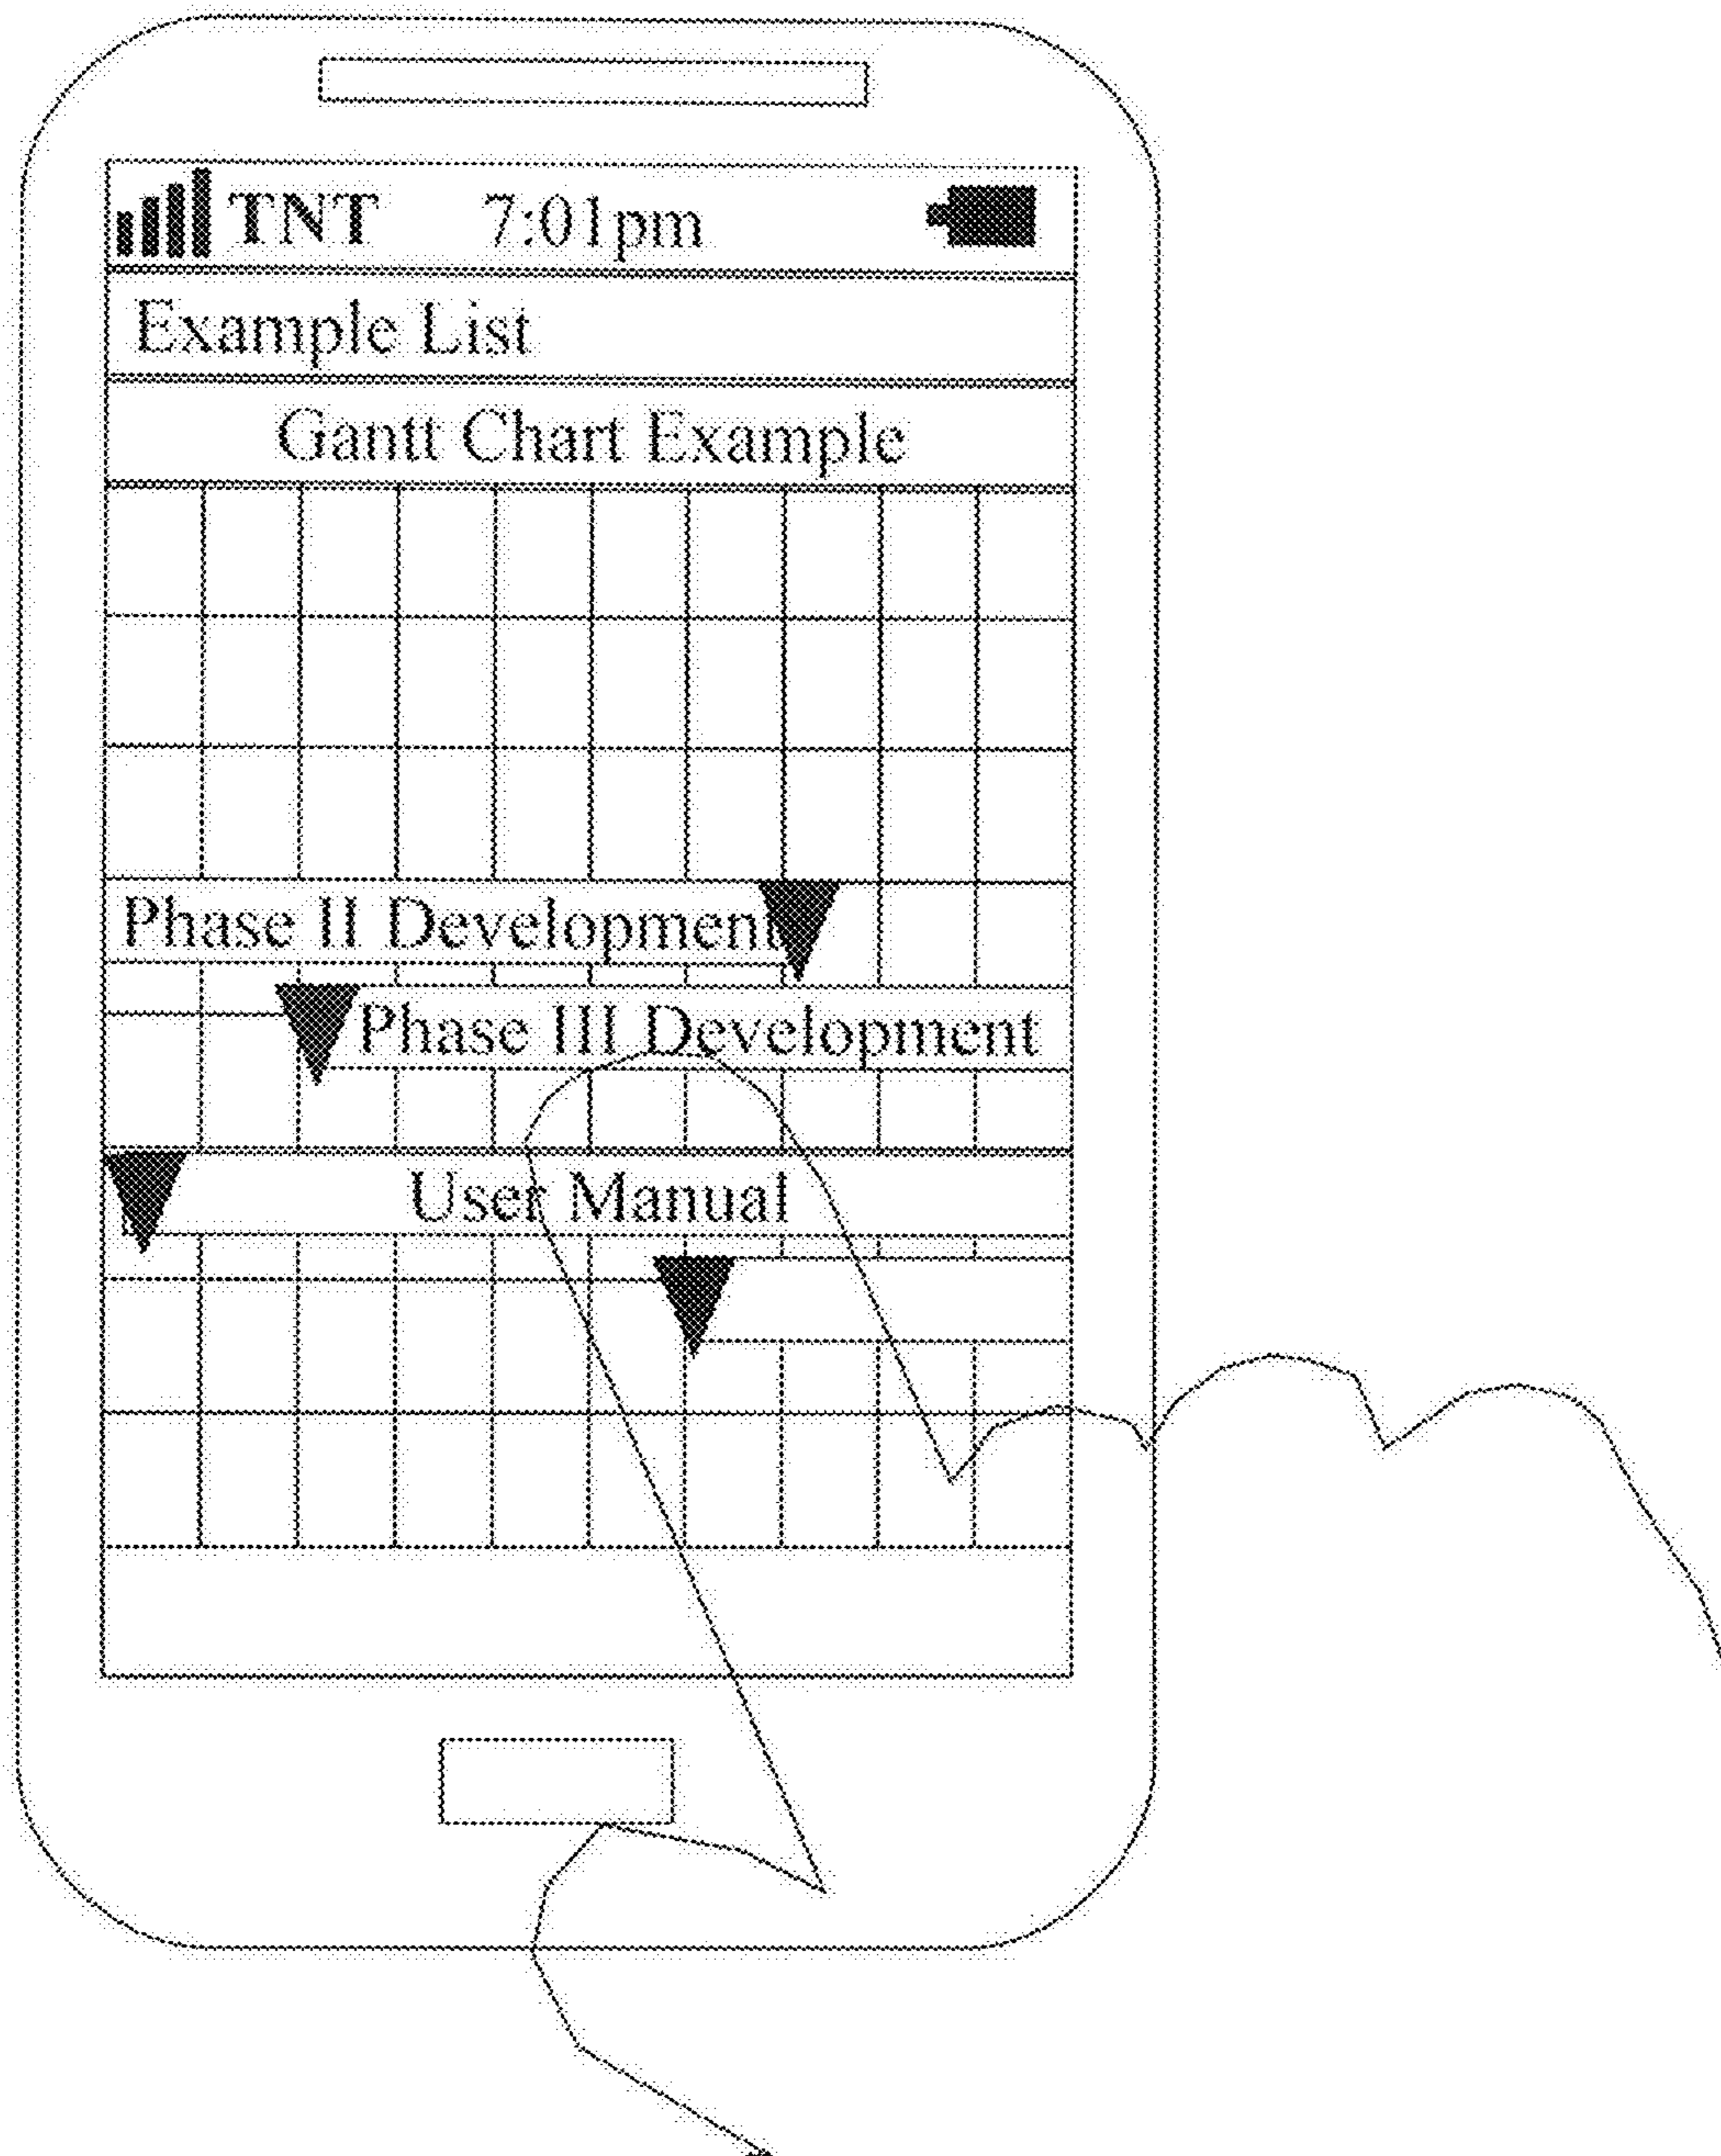 TNT 7:01pm
Example List
Gantt Chart Example
Phase II Development
Phase III Development
User Manual